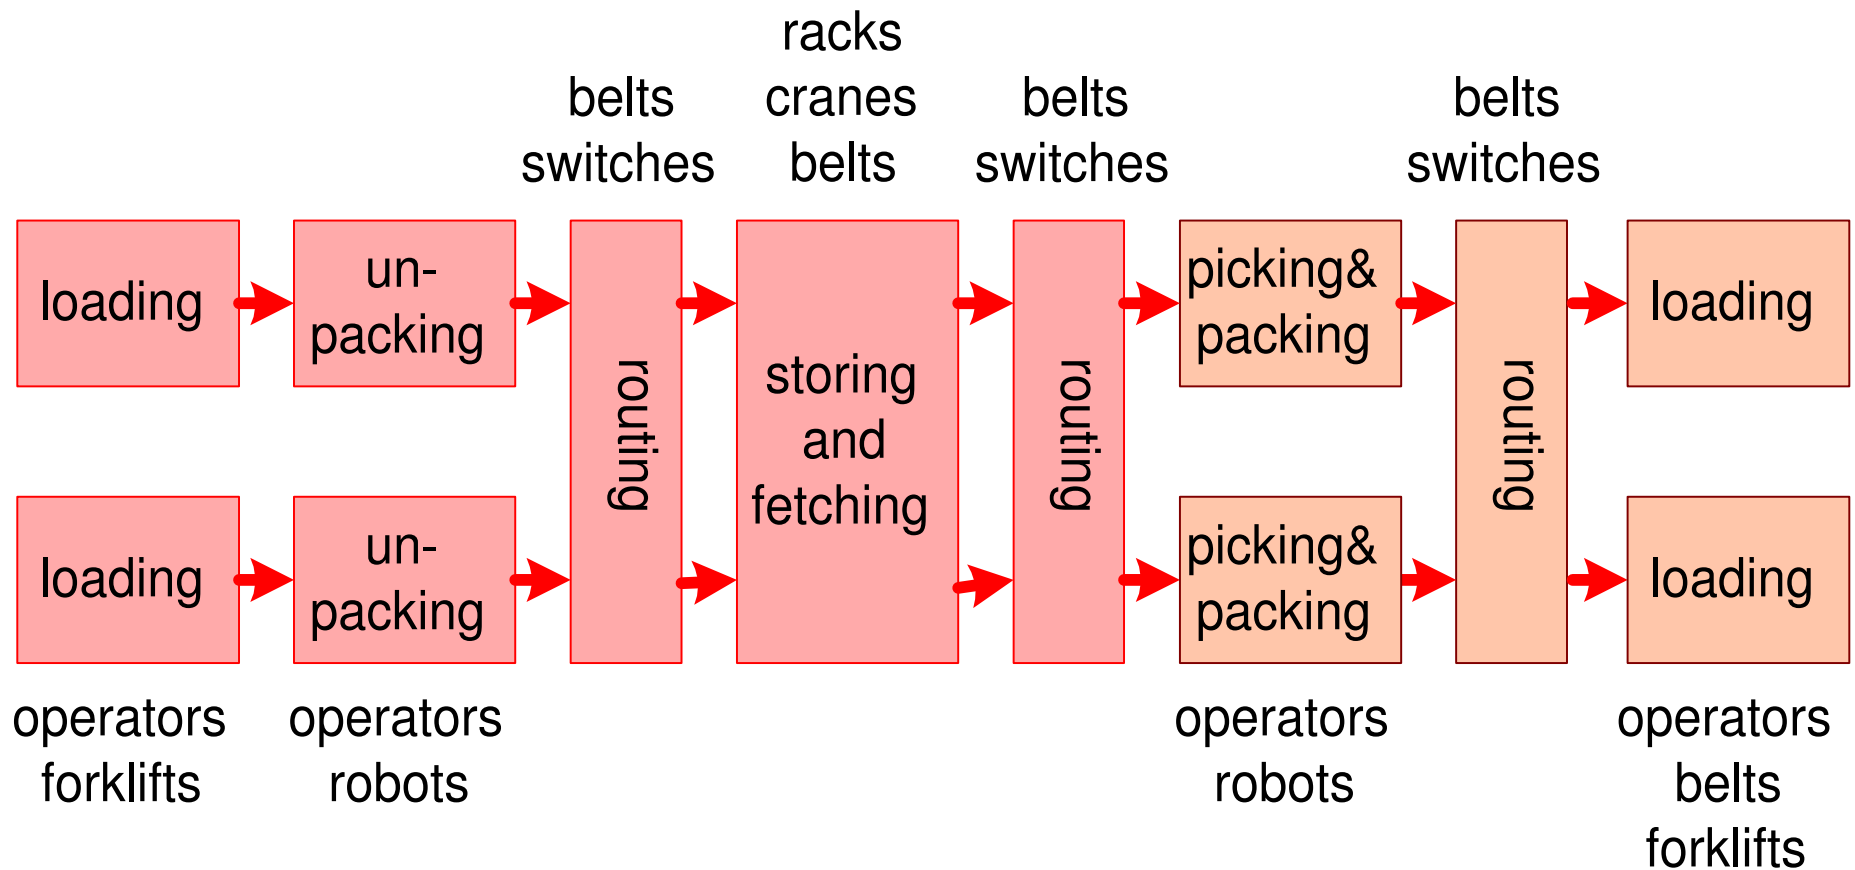 racks
cranes
belts
belts
switches
belts
switches
belts
switches
loading
un-
packing
routing
storing
and
fetching
routing
picking&
packing
routing
loading
loading
un-
packing
picking&
packing
loading
operators
forklifts
operators
robots
operators
robots
operators
belts
forklifts